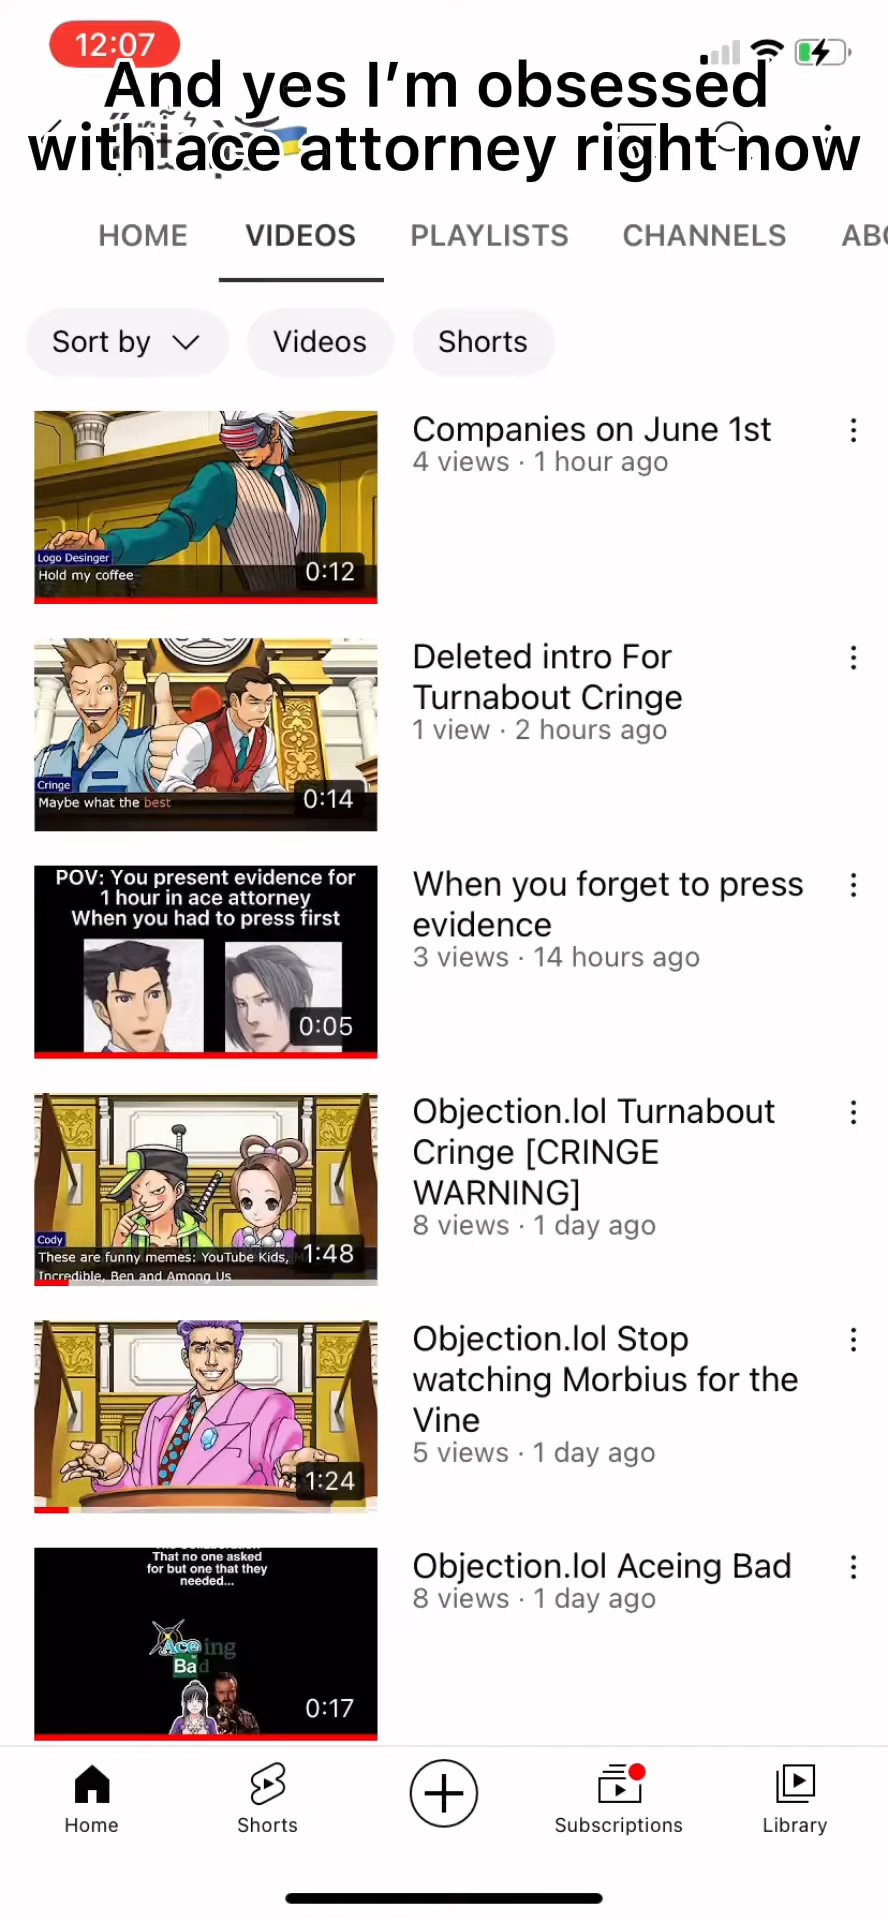 12:07
And yes I’m obsessed
with ace attorney right now
HOME VIDEOS PLAYLISTS CHANNELS
Sort by Videos Shorts
Logo Desinger
Hold my coffee
0:12
Companies on June 1st
4 views · 1 hour ago
Cringe
Maybe what the best
0:14
Deleted intro For
Turnabout Cringe
1 view · 2 hours ago
POV: You present evidence for
1 hour in ace attorney
When you had to press first
0:05
When you forget to press
evidence
3 views · 14 hours ago
Cody
These are funny memes: YouTube Kids,
Incredible, Ben and Among Us
1:48
Objection.lol Turnabout
Cringe [CRINGE
WARNING]
8 views · 1 day ago
1:24
Objection.lol Stop
watching Morbius for the
Vine
5 views · 1 day ago
That no one asked
for but one that they
needed...
Aceing
Bad
0:17
Objection.lol Aceing Bad
8 views · 1 day ago
Home Shorts Subscriptions Library